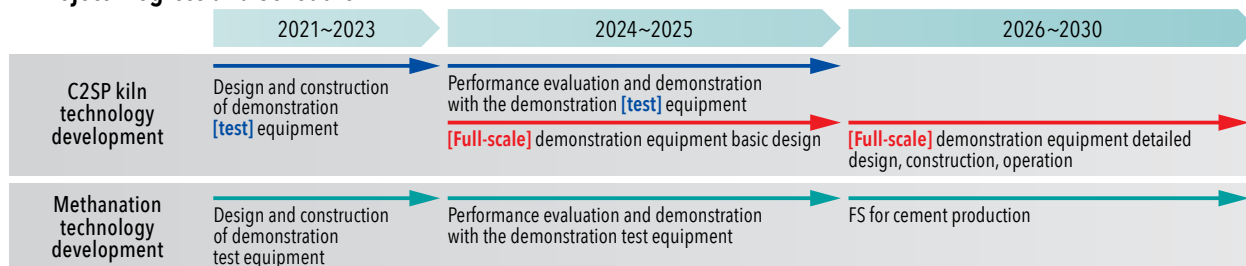 2021~2023
2024~2025
2026~2030
C2SP kiln
technology
development
Design and construction
of demonstration
[test] equipment
Performance evaluation and demonstration
with the demonstration [test] equipment
[Full-scale] demonstration equipment basic design
[Full-scale] demonstration equipment detailed
design, construction, operation
Methanation
technology
development
Design and construction
of demonstration
test equipment
Performance evaluation and demonstration
with the demonstration test equipment
FS for cement production